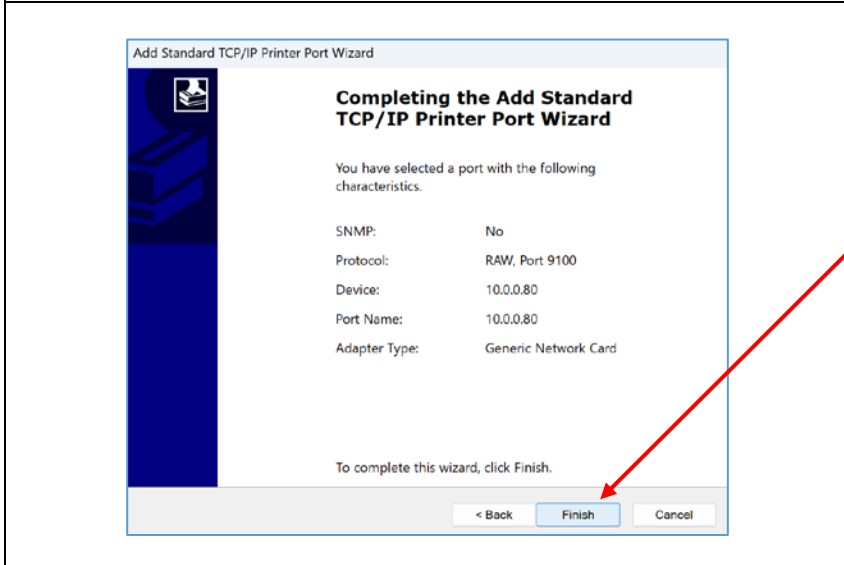 Add Standard TCP/IP Printer Port Wizard
Completing the Add Standard
TCP/IP Printer Port Wizard
You have selected a port with the following
characteristics.
SNMP: No
Protocol: RAW, Port 9100
Device: 10.0.0.80
Port Name: 10.0.0.80
Adapter Type: Generic Network Card
To complete this wizard, click Finish.
< Back Finish Cancel